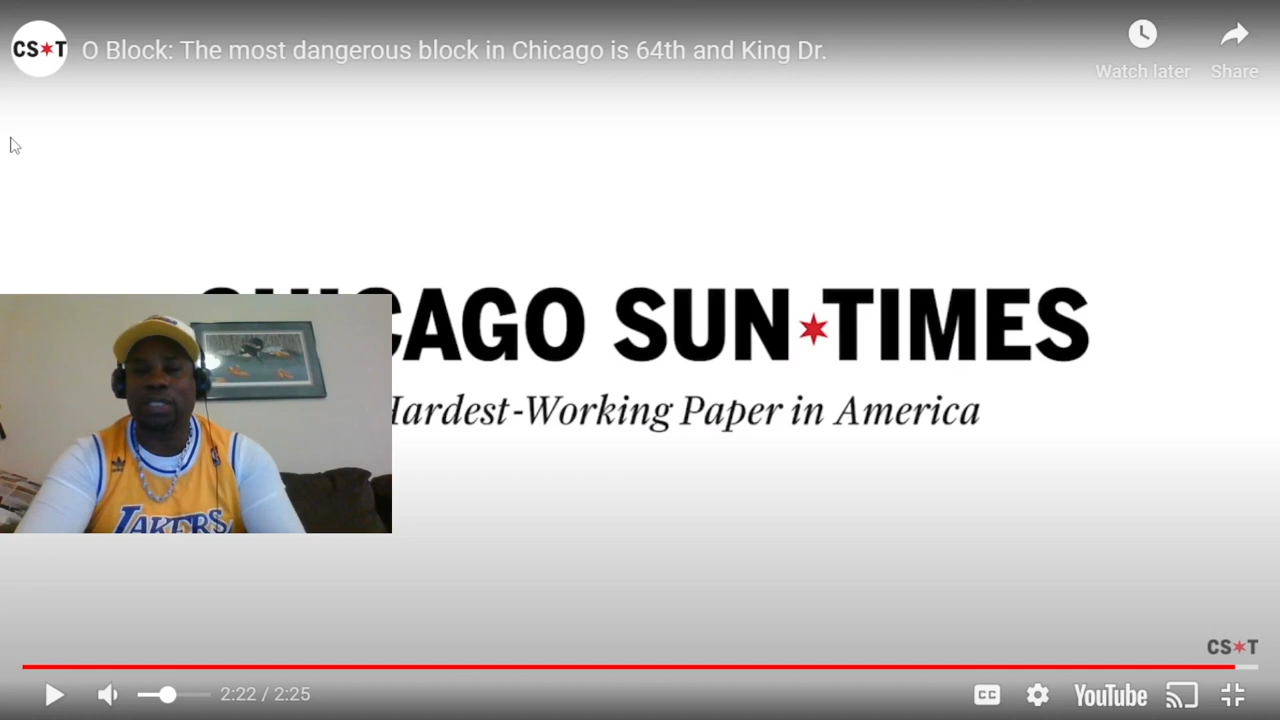 CS★T O Block: The most dangerous block in Chicago is 64th and King Dr.
Watch later Share
CAGO SUN★TIMES
Hardest-Working Paper in America
LAKERS
CS★T
2:22 / 2:25
CC YouTube